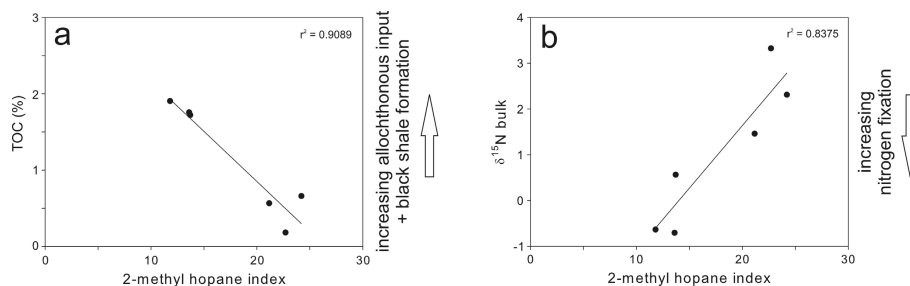 a
r² = 0.9089
3
2
1
0
TOC (%)
0
10
20
30
2-methyl hopane index
increasing allochthonous input
+ black shale formation
b
r² = 0.8375
4
3
2
1
0
-1
δ¹⁵N bulk
0
10
20
30
2-methyl hopane index
increasing
nitrogen fixation